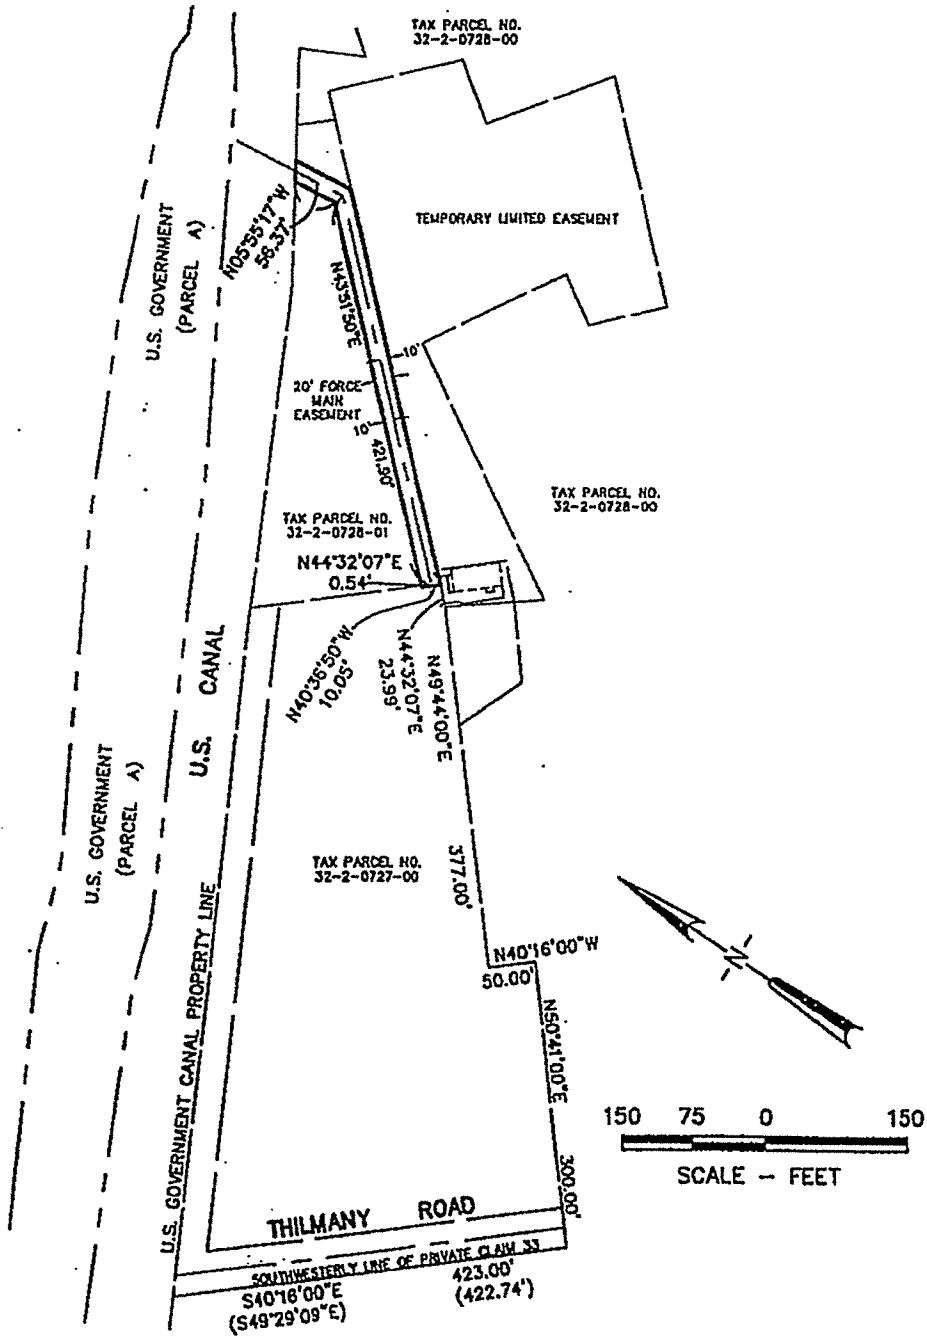 TAX PARCEL NO.
32-2-0728-00
TEMPORARY LIMITED EASEMENT
U.S. GOVERNMENT
(PARCEL A)
N05°55'17"W
56.37'
N43°51'50"E
10'
20' FORCE
MAIN
EASEMENT
10'
421.90'
TAX PARCEL NO.
32-2-0728-00
TAX PARCEL NO.
32-2-0728-01
N44°32'07"E
0.54'
N40°36'50"W
10.05'
N44°32'07"E
23.99'
N49°44'00"E
377.00'
U.S. CANAL
U.S. GOVERNMENT
(PARCEL A)
TAX PARCEL NO.
32-2-0727-00
U.S. GOVERNMENT CANAL PROPERTY LINE
N40°16'00"W
50.00'
N
N50°41'00"E
300.00'
150 75 0 150
SCALE - FEET
THILMANY ROAD
SOUTHWESTERLY LINE OF PRIVATE CLAIM 33
S40°16'00"E
423.00'
(S49°29'09"E)
(422.74')